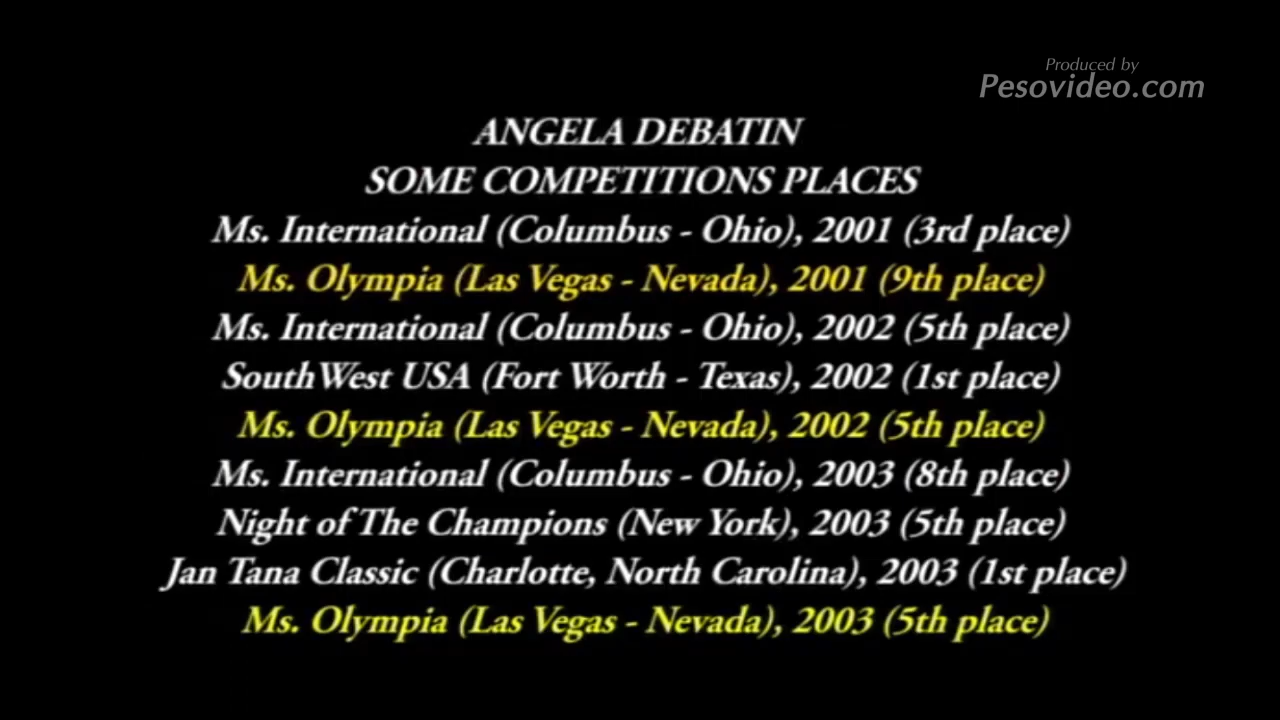 Produced by
Pesovideo.com
ANGELA DEBATIN
SOME COMPETITIONS PLACES
Ms. International (Columbus - Ohio), 2001 (3rd place)
Ms. Olympia (Las Vegas - Nevada), 2001 (9th place)
Ms. International (Columbus - Ohio), 2002 (5th place)
SouthWest USA (Fort Worth - Texas), 2002 (1st place)
Ms. Olympia (Las Vegas - Nevada), 2002 (5th place)
Ms. International (Columbus - Ohio), 2003 (8th place)
Night of The Champions (New York), 2003 (5th place)
Jan Tana Classic (Charlotte, North Carolina), 2003 (1st place)
Ms. Olympia (Las Vegas - Nevada), 2003 (5th place)